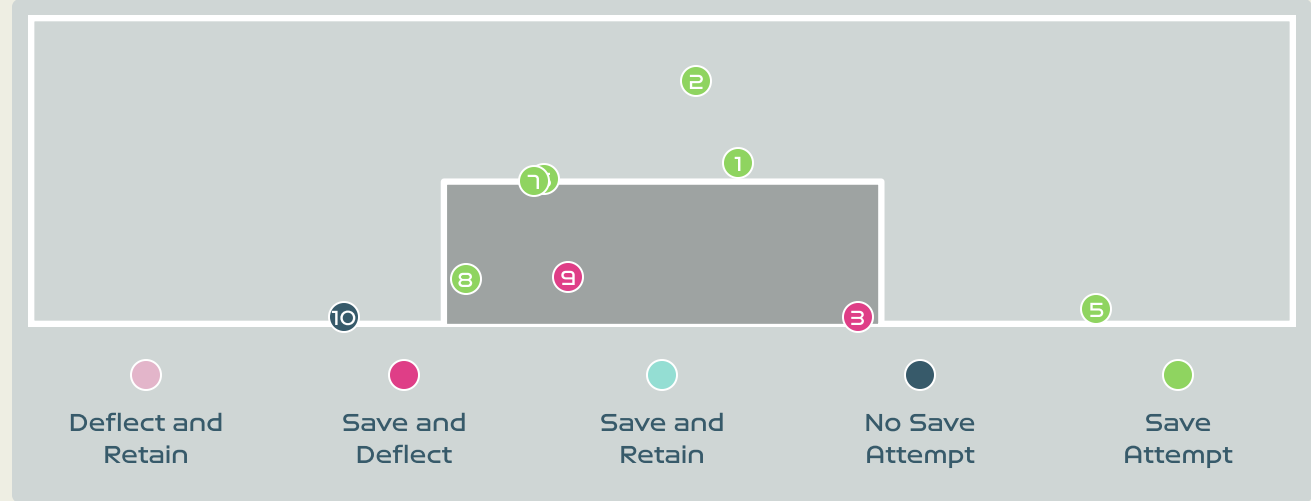 2
1
7
8
9
10
3
5
Deflect and
Retain
Save and
Deflect
Save and
Retain
No Save
Attempt
Save
Attempt